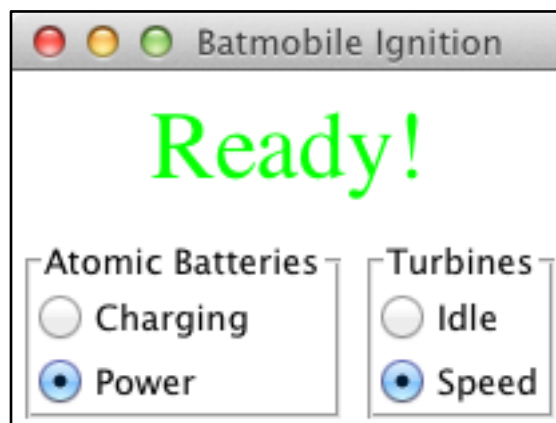 Batmobile Ignition
Ready!
Atomic Batteries
Charging
Power
Turbines
Idle
Speed